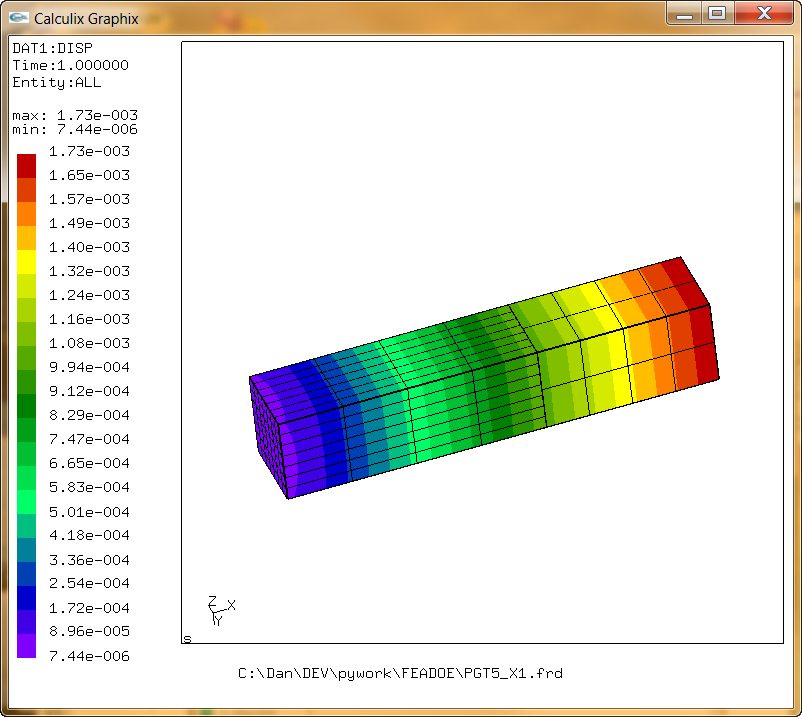 Calculix Graphix
DAT1:DISP
Time:1.000000
Entity:ALL
max: 1.73e-003
min: 7.44e-006
1.73e-003
1.65e-003
1.57e-003
1.49e-003
1.40e-003
1.32e-003
1.24e-003
1.16e-003
1.08e-003
9.94e-004
9.12e-004
8.29e-004
7.47e-004
6.65e-004
5.83e-004
5.01e-004
4.18e-004
3.36e-004
2.54e-004
1.72e-004
8.96e-005
7.44e-006
Z
X
Y
s
C:\Dan\DEV\pywork\FEADOE\PGT5_X1.frd